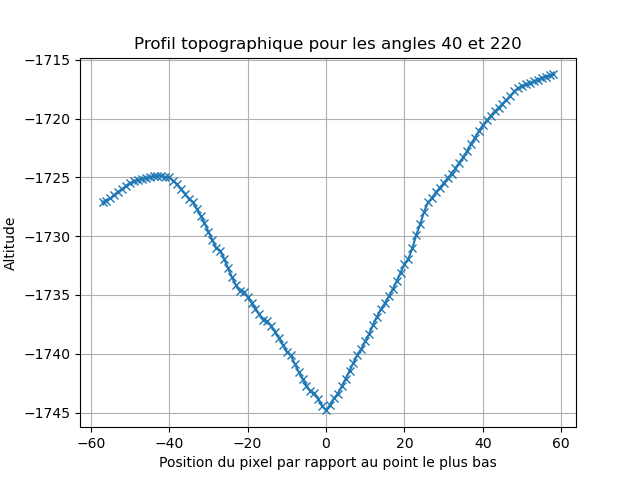 Profil topographique pour les angles 40 et 220
−1715
−1720
−1725
−1730
−1735
−1740
−1745
Altitude
−60 −40 −20 0 20 40 60
Position du pixel par rapport au point le plus bas